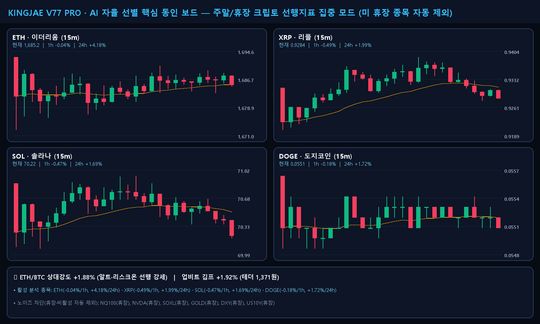 KINGJAE V77 PRO · AI 자율 선별 핵심 동인 보드 — 주말/휴장 크립토 선행지표 집중 모드 (미 휴장 종목 자동 제외)
ETH · 이더리움 (15m)
현재 1,685.2 | 1h -0.04% | 24h +4.18%
1,694.6
1,686.7
1,678.9
1,671.0
XRP · 리플 (15m)
현재 0.9284 | 1h -0.49% | 24h +1.99%
0.9404
0.9312
0.9261
0.9189
SOL · 솔라나 (15m)
현재 70.22 | 1h -0.47% | 24h +1.69%
71.02
70.68
70.33
69.99
DOGE · 도지코인 (15m)
현재 0.0551 | 1h -0.18% | 24h +1.72%
0.0557
0.0554
0.0551
0.0548
ETH/BTC 상대강도 +1.88% (알트·리스크온 선행 강세) | 업비트 김프 +1.92% (테더 1,371원)
• 활성 분석 종목: ETH(-0.04%/1h, +4.18%/24h) · XRP(-0.49%/1h, +1.99%/24h) · SOL(-0.47%/1h, +1.69%/24h) · DOGE(-0.18%/1h, +1.72%/24h)
• 노이즈 차단(휴장·비활성 자동 제외): NQ100(휴장), NVDA(휴장), SOXL(휴장), GOLD(휴장), DXY(휴장), US10Y(휴장)